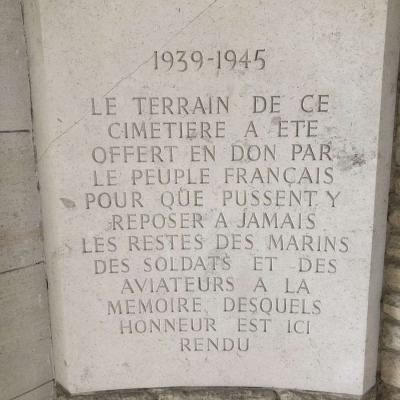 1939-1945
LE TERRAIN DE CE
CIMETIERE A ETE
OFFERT EN DON PAR
LE PEUPLE FRANÇAIS
POUR QUE PUSSENT Y
REPOSER A JAMAIS
LES RESTES DES MARINS
DES SOLDATS ET DES
AVIATEURS A LA
MEMOIRE DESQUELS
HONNEUR EST ICI
RENDU